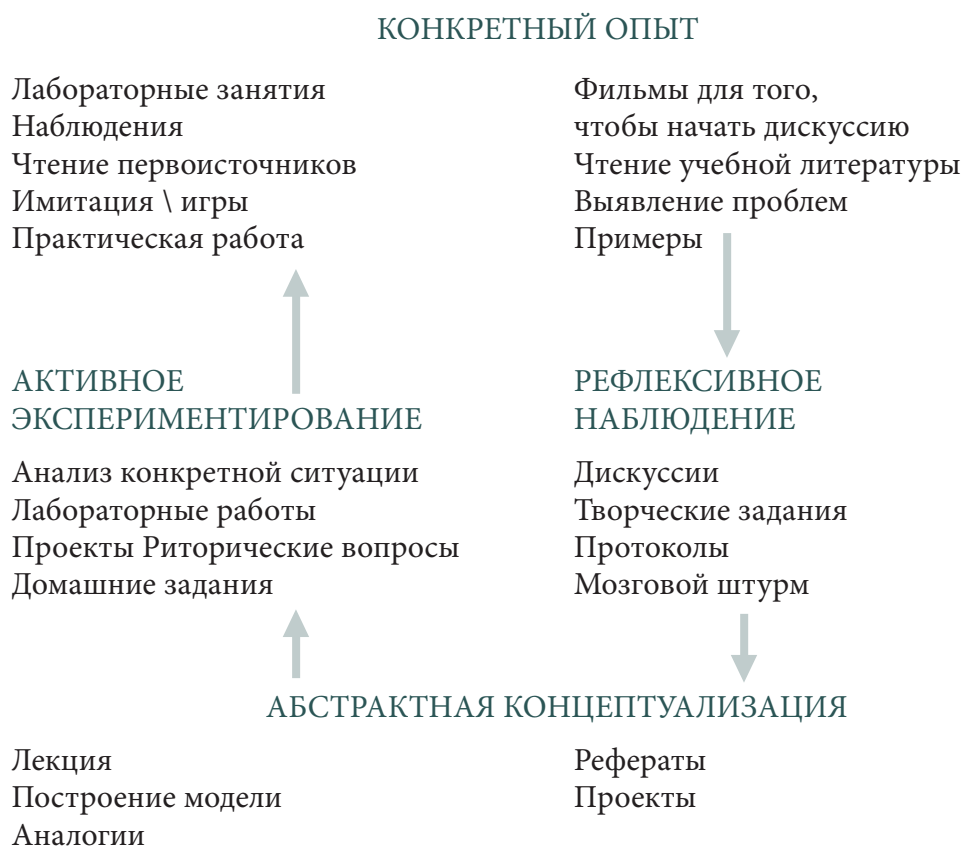 КОНКРЕТНЫЙ ОПЫТ
Лабораторные занятия
Наблюдения
Чтение первоисточников
Имитация \ игры
Практическая работа
Фильмы для того,
чтобы начать дискуссию
Чтение учебной литературы
Выявление проблем
Примеры
АКТИВНОЕ
ЭКСПЕРИМЕНТИРОВАНИЕ
Анализ конкретной ситуации
Лабораторные работы
Проекты Риторические вопросы
Домашние задания
РЕФЛЕКСИВНОЕ
НАБЛЮДЕНИЕ
Дискуссии
Творческие задания
Протоколы
Мозговой штурм
АБСТРАКТНАЯ КОНЦЕПТУАЛИЗАЦИЯ
Лекция
Построение модели
Аналогии
Рефераты
Проекты